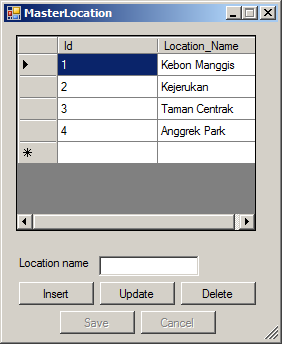 MasterLocation
Id Location_Name
1 Kebon Manggis
2 Kejerukan
3 Taman Centrak
4 Anggrek Park
Location name
Insert Update Delete
Save Cancel